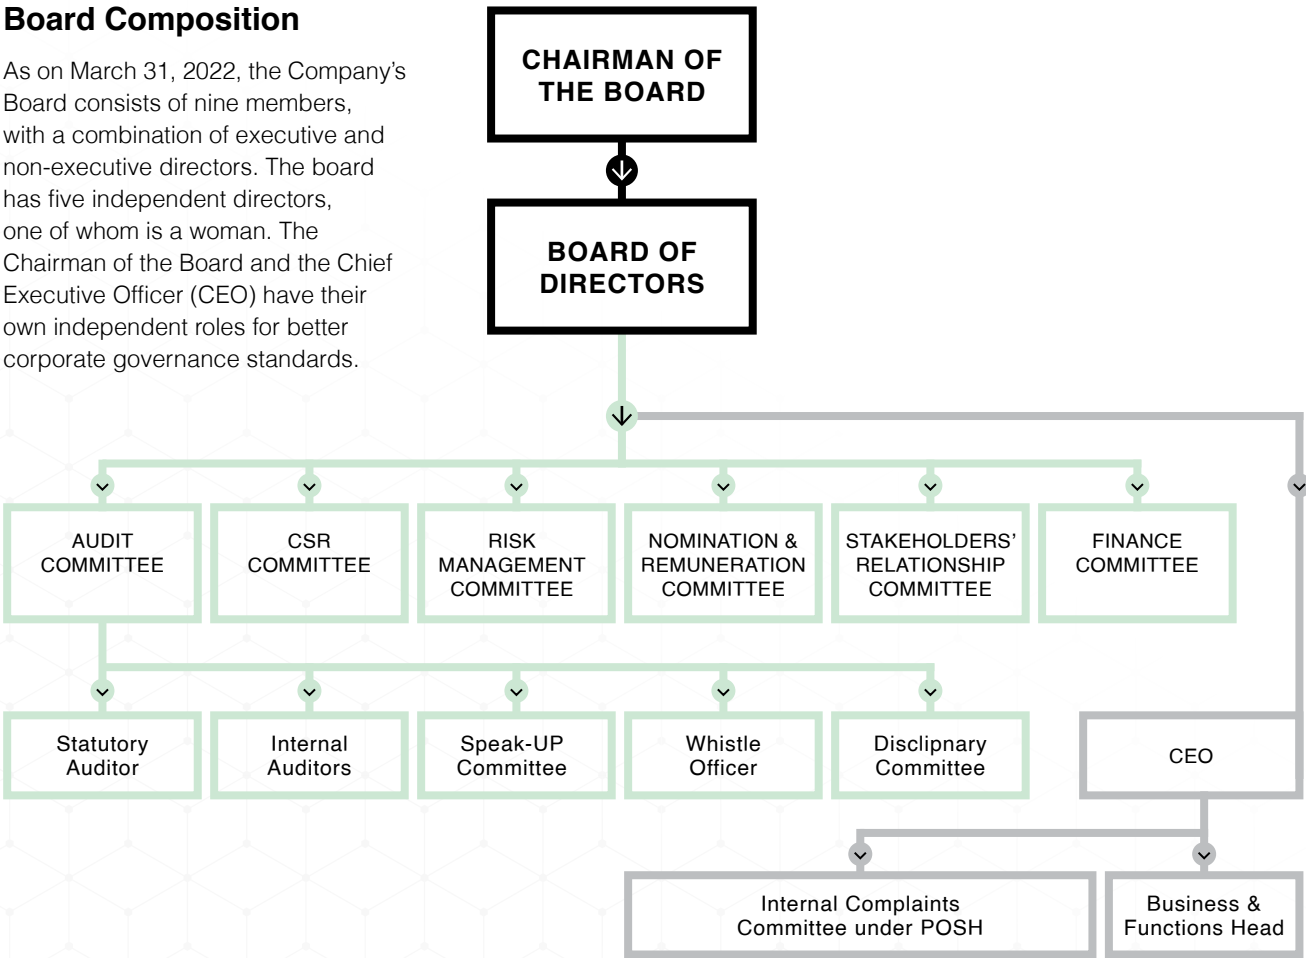 Board Composition
As on March 31, 2022, the Company's
Board consists of nine members,
with a combination of executive and
non-executive directors. The board
has five independent directors,
one of whom is a woman. The
Chairman of the Board and the Chief
Executive Officer (CEO) have their
own independent roles for better
corporate governance standards.
CHAIRMAN OF
THE BOARD
BOARD OF
DIRECTORS
AUDIT
COMMITTEE
CSR
COMMITTEE
RISK
MANAGEMENT
COMMITTEE
NOMINATION &
REMUNERATION
COMMITTEE
STAKEHOLDERS'
RELATIONSHIP
COMMITTEE
FINANCE
COMMITTEE
Statutory
Auditor
Internal
Auditors
Speak-UP
Committee
Whistle
Officer
Disclipnary
Committee
CEO
Internal Complaints
Committee under POSH
Business &
Functions Head